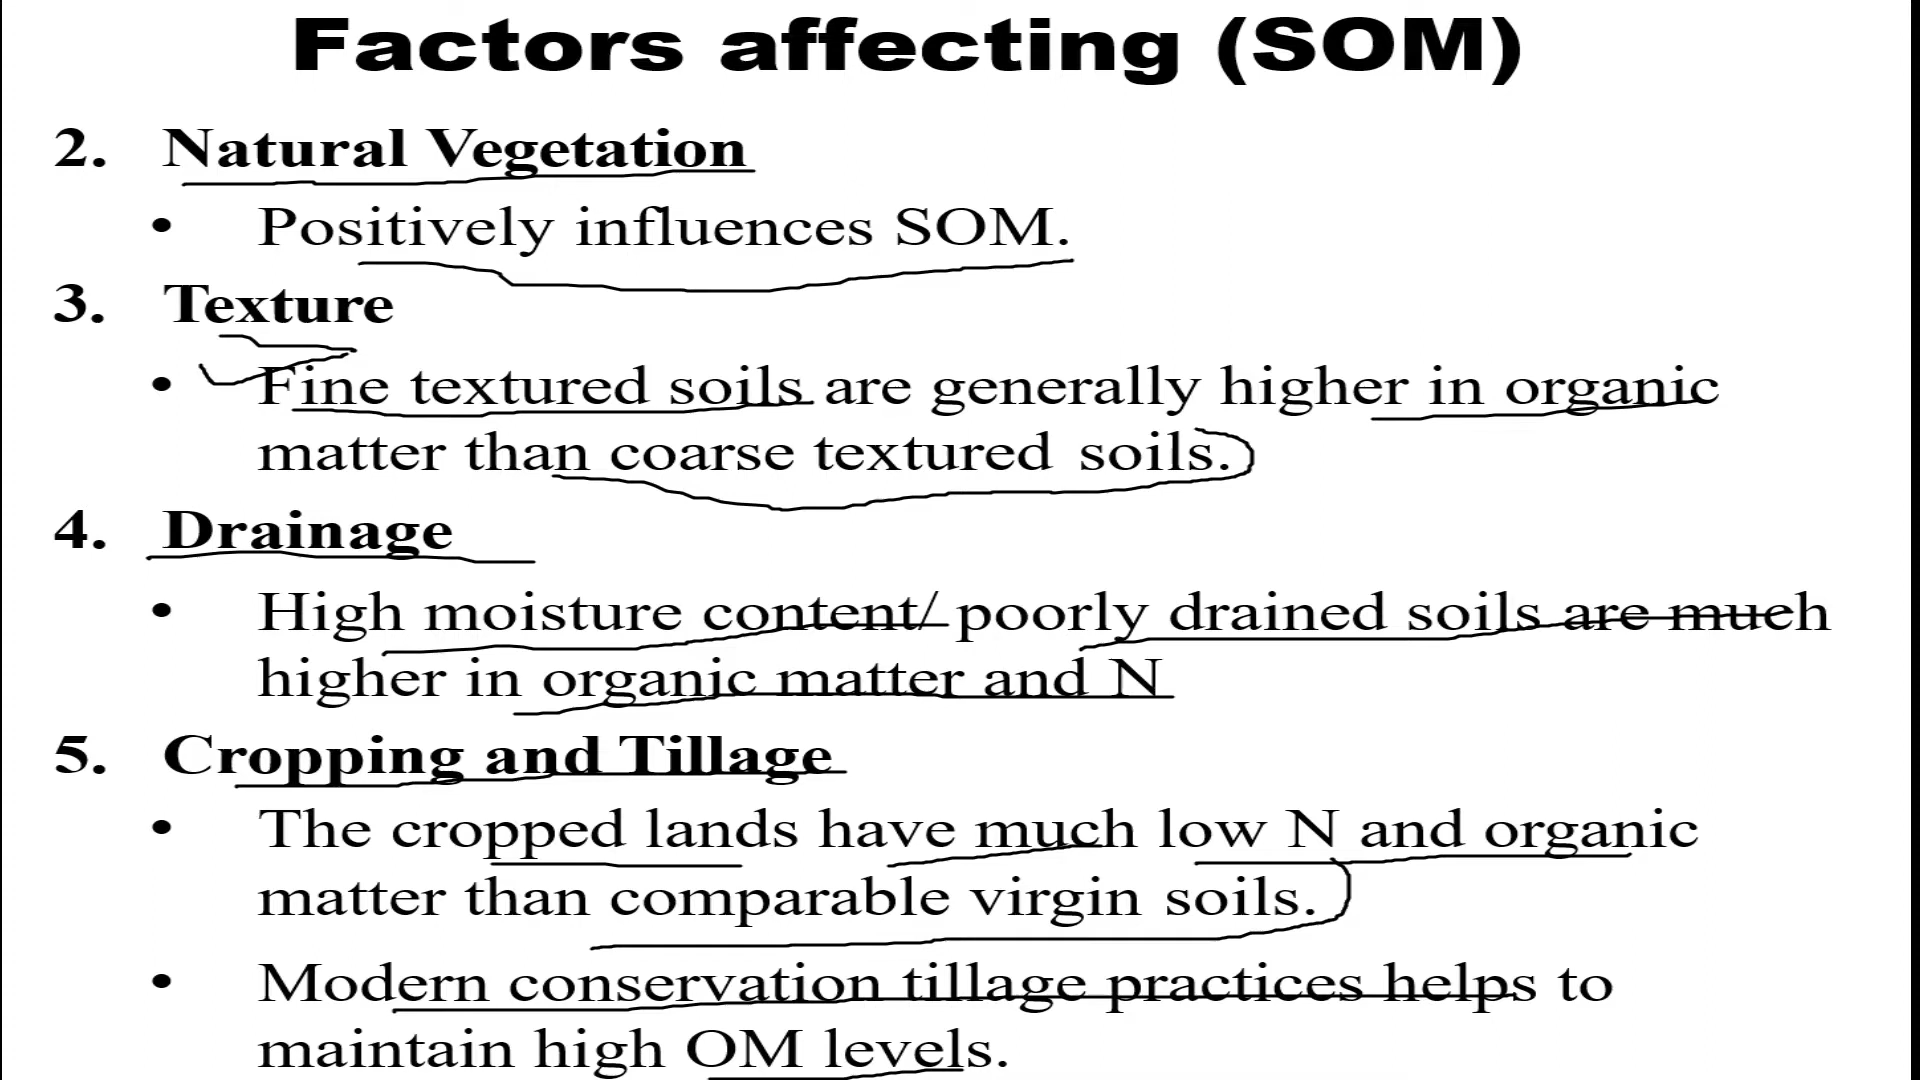 Factors affecting (SOM)
2. Natural Vegetation
• Positively influences SOM.
3. Texture
• Fine textured soils are generally higher in organic
matter than coarse textured soils.
4. Drainage
• High moisture content/ poorly drained soils are much
higher in organic matter and N
5. Cropping and Tillage
• The cropped lands have much low N and organic
matter than comparable virgin soils.
• Modern conservation tillage practices helps to
maintain high OM levels.